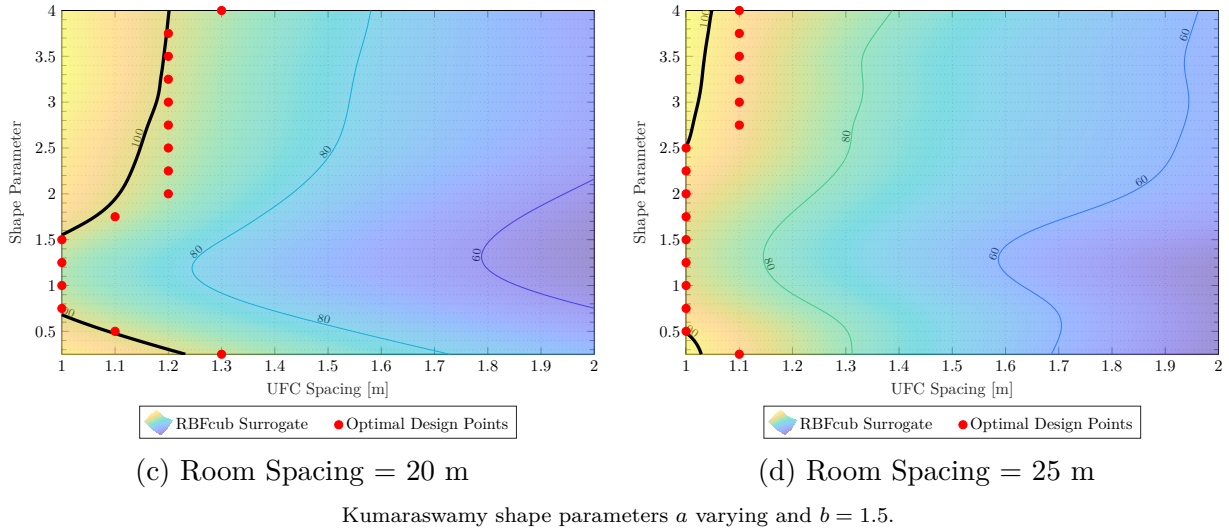 4
3.5
3
2.5
2
1.5
1
0.5
Shape Parameter
100
80
80
80
60
00
1 1.1 1.2 1.3 1.4 1.5 1.6 1.7 1.8 1.9 2
UFC Spacing [m]
RBFcub Surrogate Optimal Design Points
(c) Room Spacing = 20 m
4
3.5
3
2.5
2
1.5
1
0.5
Shape Parameter
100
80
80
60
60
60
00
1 1.1 1.2 1.3 1.4 1.5 1.6 1.7 1.8 1.9 2
UFC Spacing [m]
RBFcub Surrogate Optimal Design Points
(d) Room Spacing = 25 m
Kumaraswamy shape parameters a varying and b = 1.5.